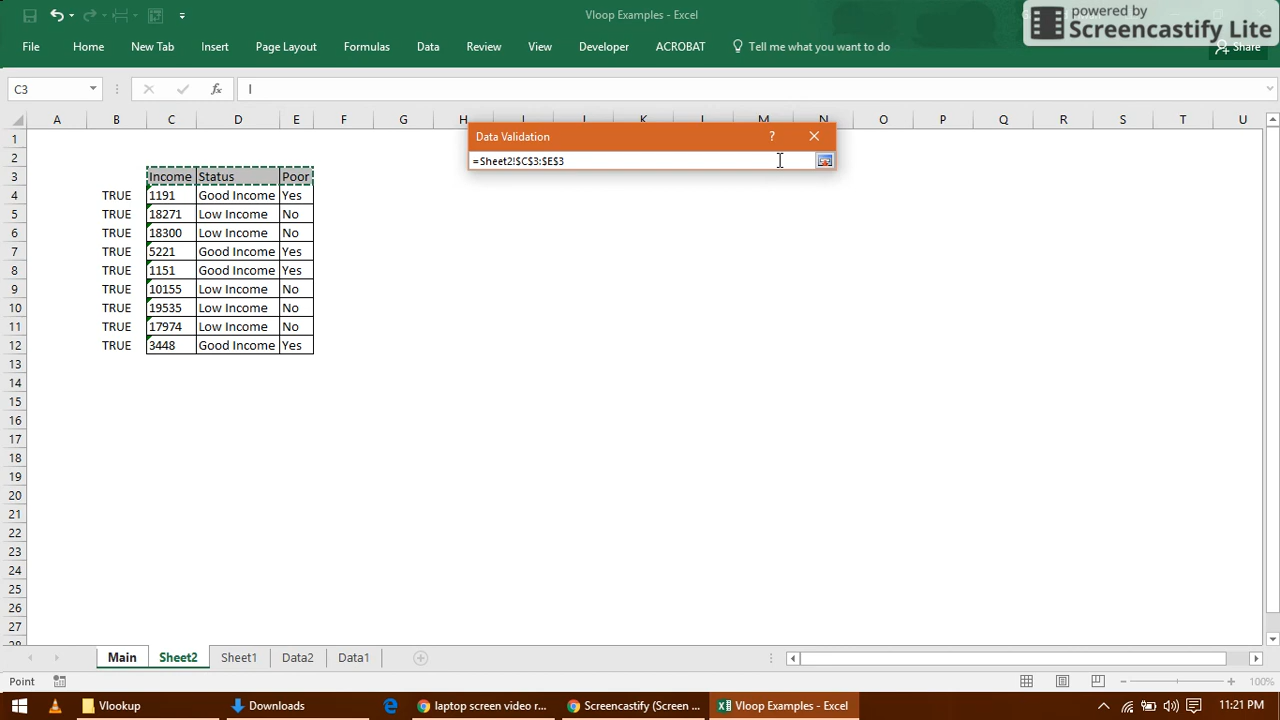 Vloop Examples - Excel
powered by
Screencastify Lite
File Home New Tab Insert Page Layout Formulas Data Review View Developer ACROBAT Tell me what you want to do Share
C3 fx I
A B C D E F G H M N O P Q R S T U
Data Validation ? ×
=Sheet2!$C$3:$E$3
1
2
3 Income Status Poor
4 TRUE 1191 Good Income Yes
5 TRUE 18271 Low Income No
6 TRUE 18300 Low Income No
7 TRUE 5221 Good Income Yes
8 TRUE 1151 Good Income Yes
9 TRUE 10155 Low Income No
10 TRUE 19535 Low Income No
11 TRUE 17974 Low Income No
12 TRUE 3448 Good Income Yes
13
14
15
16
17
18
19
20
21
22
23
24
25
26
27
28
Main Sheet2 Sheet1 Data2 Data1
Point 100%
Vlookup Downloads laptop screen video r... Screencastify (Screen ... Vloop Examples - Excel 11:21 PM